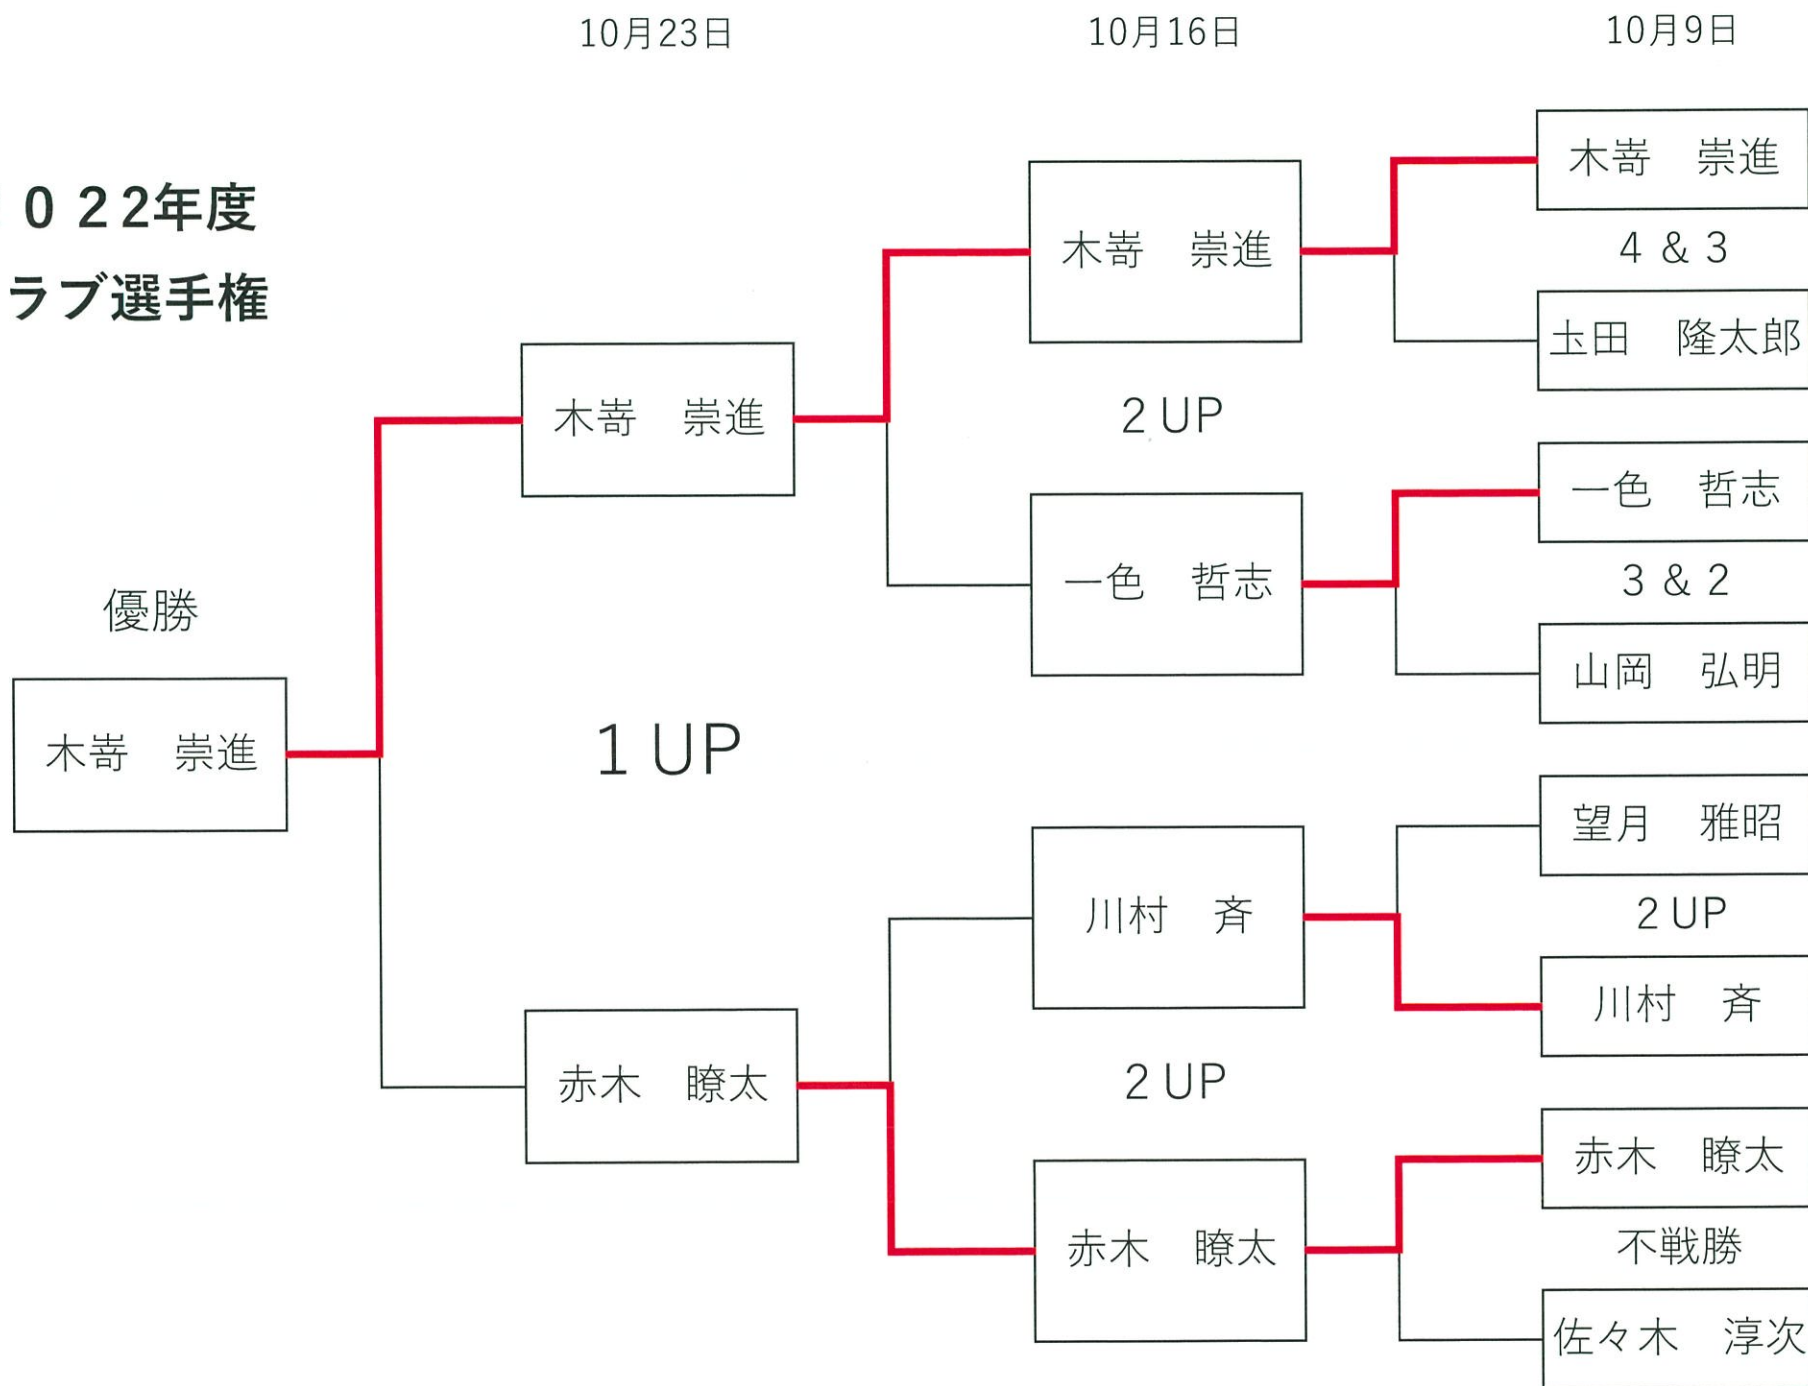 10月23日
10月16日
10月9日
０２２年度
ラブ選手権
木嵜　崇進
4 & 3
圡田　隆太郎
木嵜　崇進
2 UP
一色　哲志
一色　哲志
3 & 2
山岡　弘明
木嵜　崇進
優勝
木嵜　崇進
1 UP
望月　雅昭
2 UP
川村　斉
川村　斉
2 UP
赤木　瞭太
赤木　瞭太
赤木　瞭太
不戦勝
佐々木　淳次